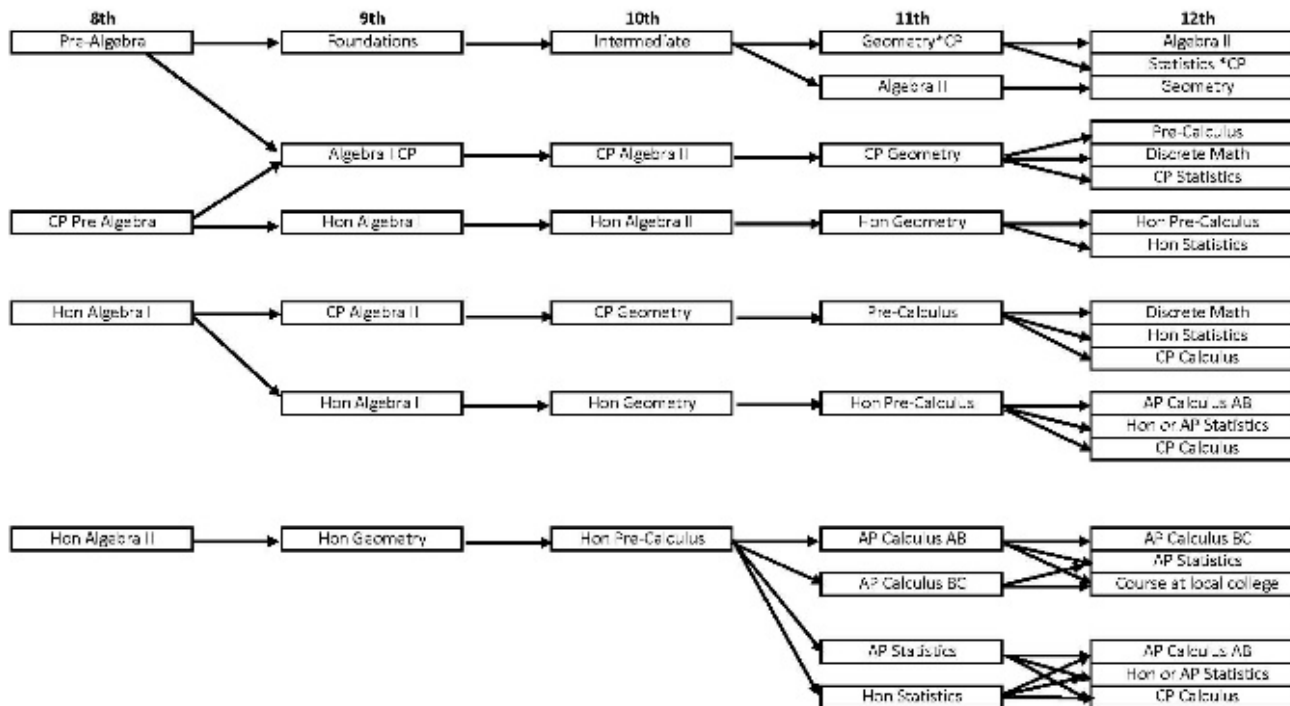 8th 9th 10th 11th 12th
Pre-Algebra Foundations Intermediate Geometry*CP Algebra II
Statistics *CP
Algebra II Geometry
Pre-Calculus
Algebra I CP CP Algebra II CP Geometry Discrete Math
CP Statistics
CP Pre Algebra Hon Algebra I Hon Algebra II Hon Geometry Hon Pre-Calculus
Hon Statistics
Hon Algebra I CP Algebra II CP Geometry Pre-Calculus Discrete Math
Hon Statistics
CP Calculus
Hon Algebra I Hon Geometry Hon Pre-Calculus AP Calculus AB
Hon or AP Statistics
CP Calculus
Hon Algebra II Hon Geometry Hon Pre-Calculus AP Calculus AB AP Calculus BC
AP Statistics
AP Calculus BC Course at local college
AP Statistics AP Calculus AB
Hon or AP Statistics
Hon Statistics CP Calculus